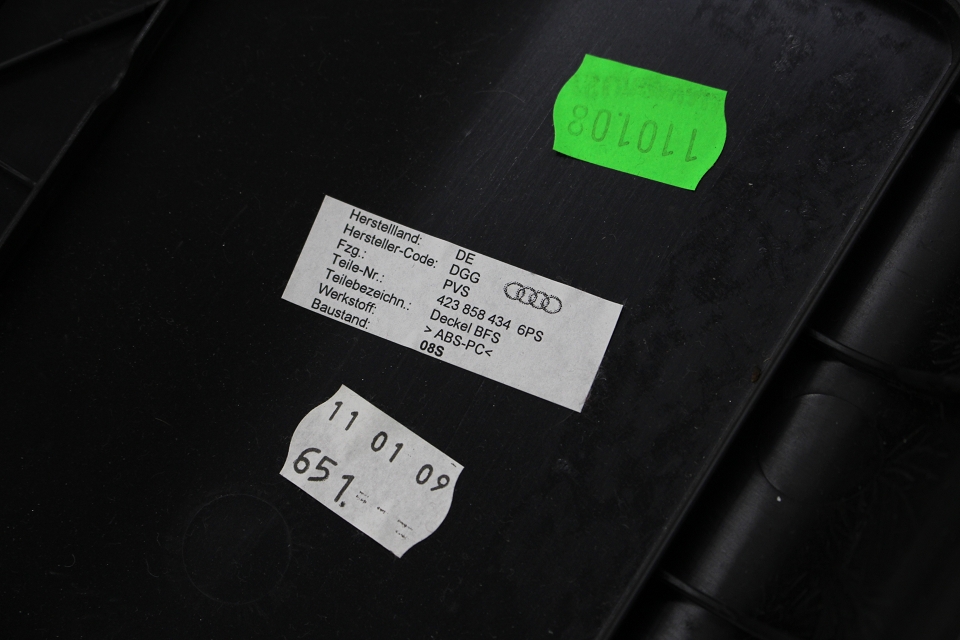 110108
Herstellland: DE
Hersteller-Code: DGG
Fzg.: PVS
Teile-Nr.: 423 858 434 6PS
Teilebezeichn.: Deckel BFS
Werkstoff: > ABS-PC<
Baustand: 08S
11 01 09
651.